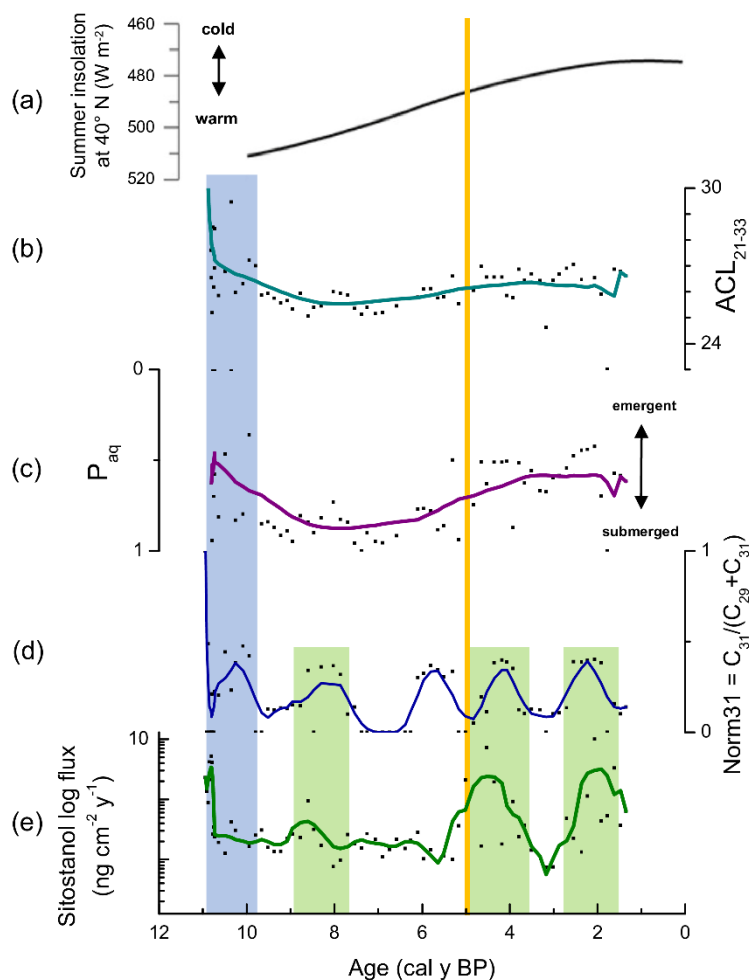 (a)
Summer insolation
at 40° N (W m⁻²)
460
480
500
520
cold
warm
(b)
30
24
ACL₂₁₋₃₃
(c)
P_aq
0
1
emergent
submerged
(d)
1
0
Norm31 = C₃₁/(C₂₉+C₃₁)
(e)
Sitostanol log flux
(ng cm⁻² y⁻¹)
10
12
10
8
6
4
2
0
Age (cal y BP)